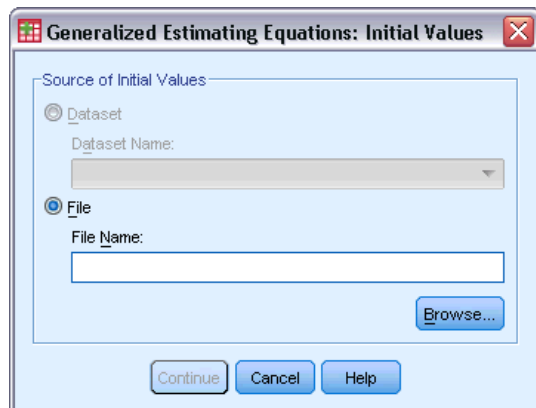 Generalized Estimating Equations: Initial Values
Source of Initial Values
Dataset
Dataset Name:
File
File Name:
Browse...
Continue Cancel Help